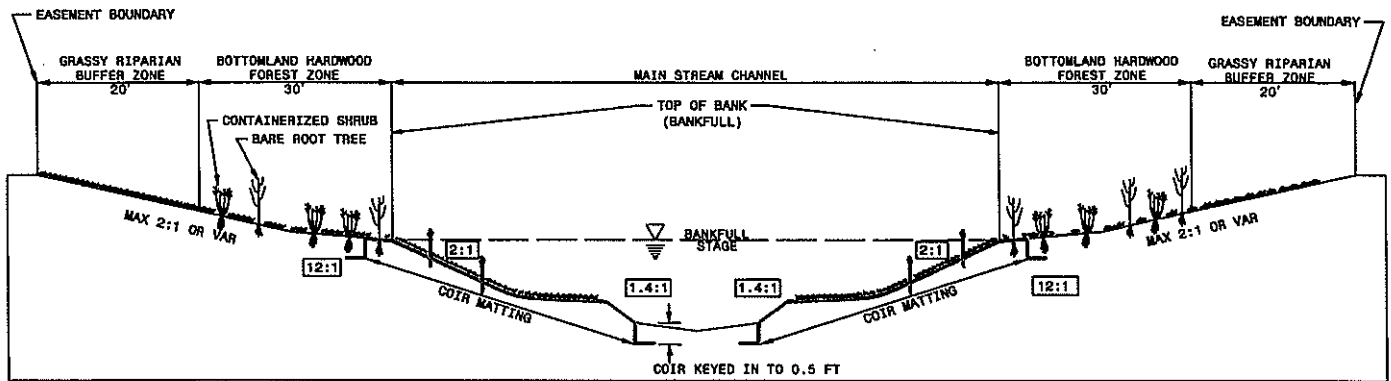 EASEMENT BOUNDARY
EASEMENT BOUNDARY
GRASSY RIPARIAN
BUFFER ZONE
20'
BOTTOMLAND HARDWOOD
FOREST ZONE
30'
MAIN STREAM CHANNEL
BOTTOMLAND HARDWOOD
FOREST ZONE
30'
GRASSY RIPARIAN
BUFFER ZONE
20'
TOP OF BANK
(BANKFULL)
CONTAINERIZED SHRUB
BARE ROOT TREE
MAX 2:1 OR VAR
MAX 2:1 OR VAR
BANKFULL
STAGE
2:1
2:1
12:1
12:1
1.4:1
1.4:1
COIR MATTING
COIR MATTING
COIR KEYED IN TO 0.5 FT